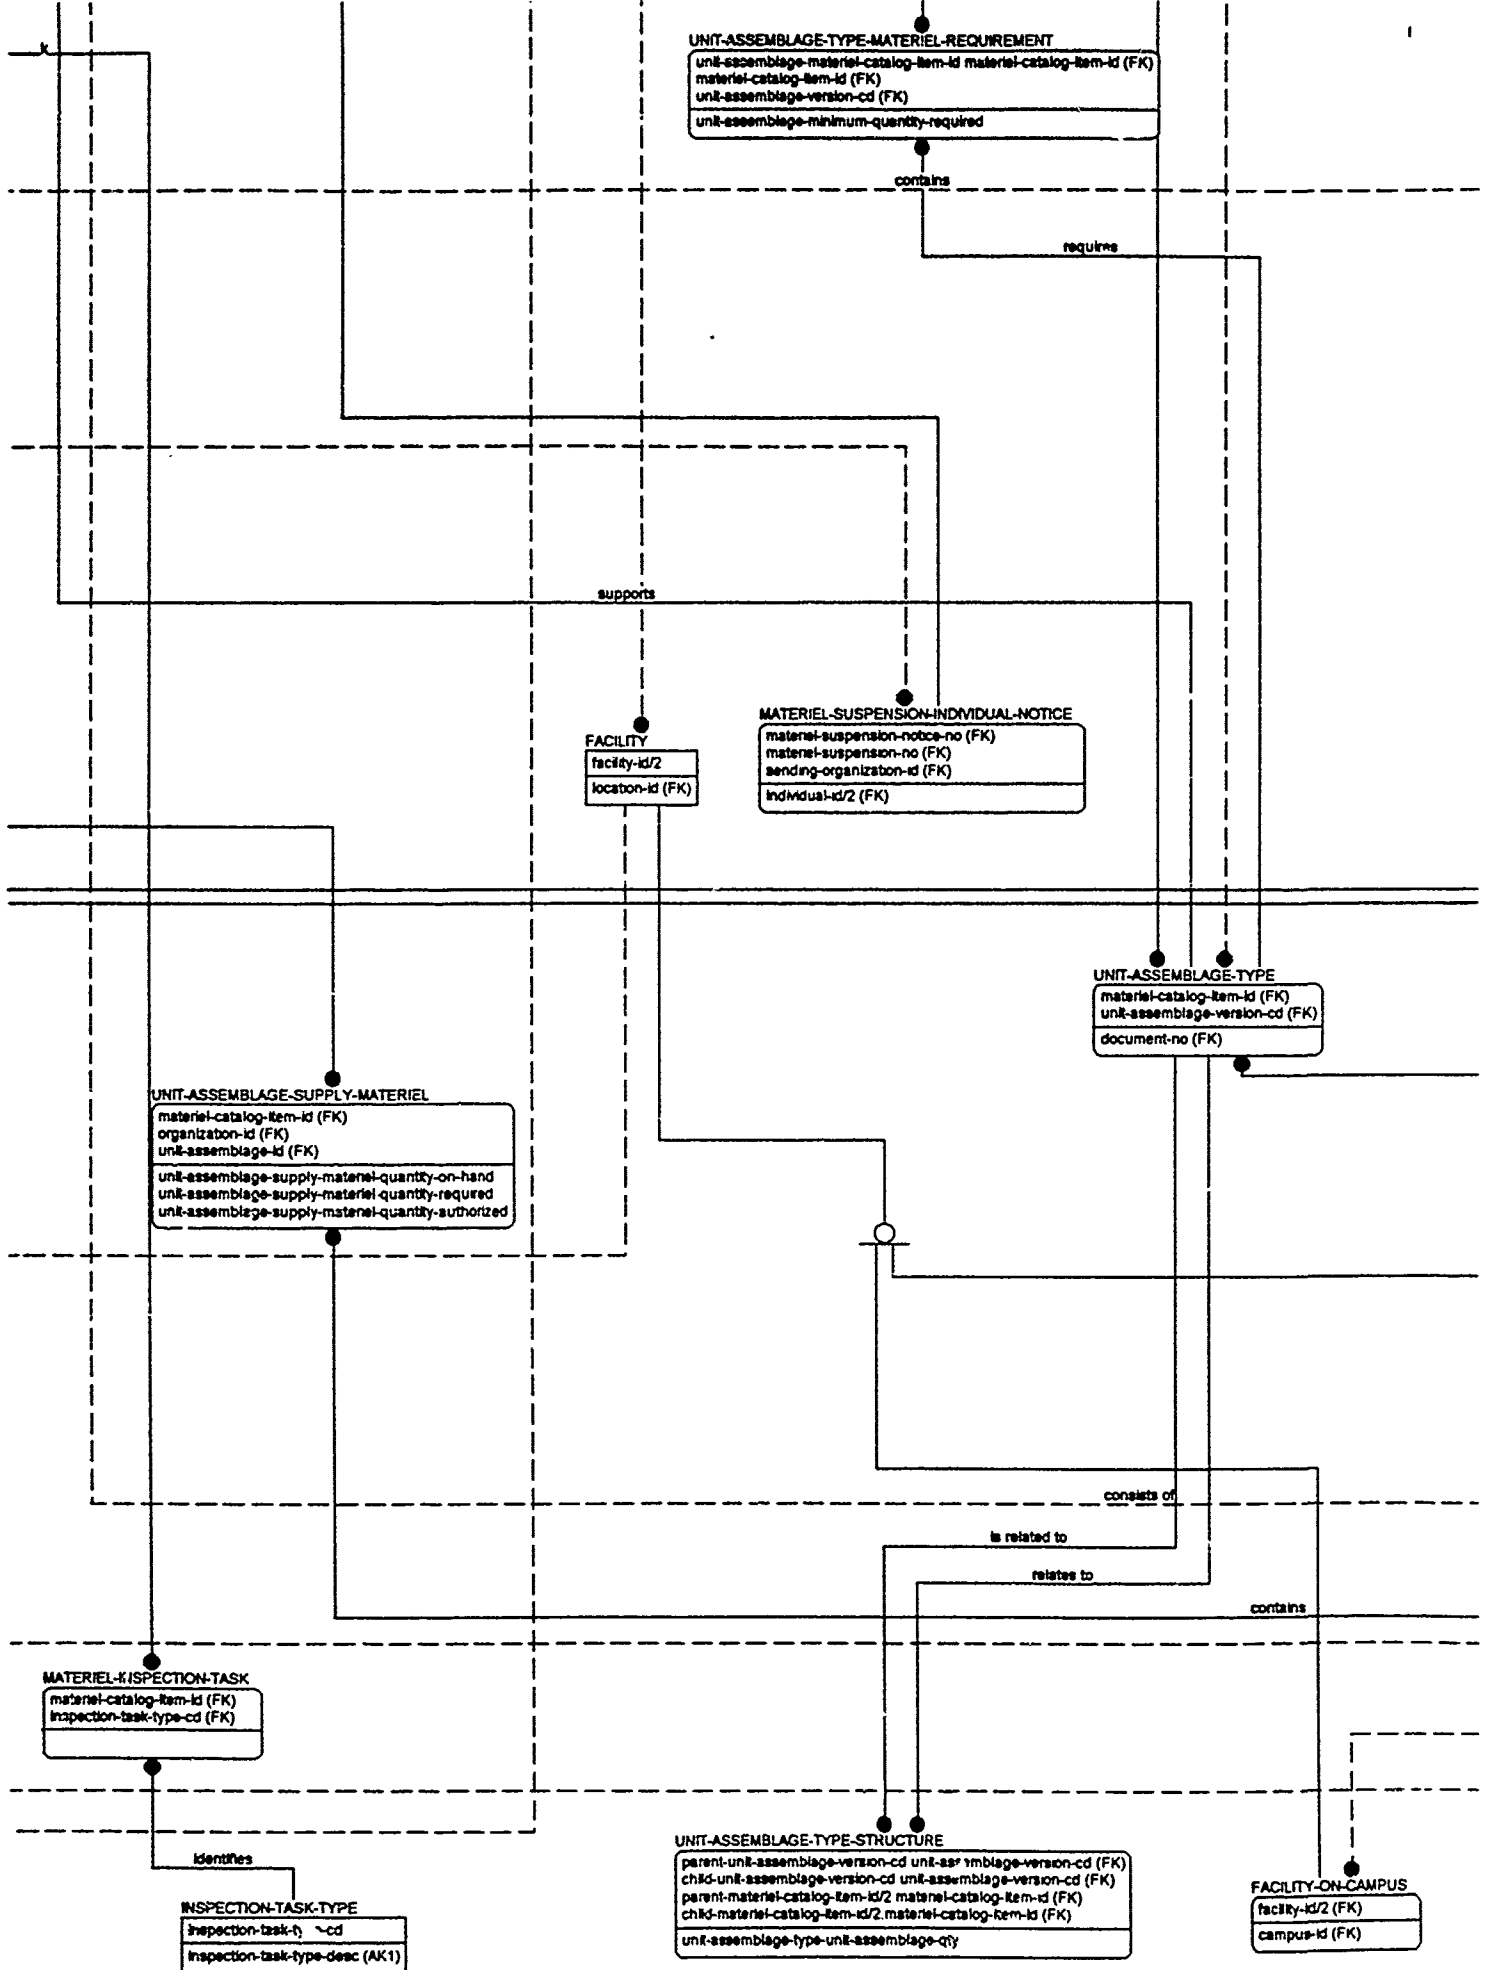 UNIT-ASSEMBLAGE-TYPE-MATERIEL-REQUIREMENT
unit-assemblage-materiel-catalog-item-id materiel-catalog-item-id (FK)
materiel-catalog-item-id (FK)
unit-assemblage-version-cd (FK)
unit-assemblage-minimum-quantity-required
contains
requires
supports
MATERIEL-SUSPENSION-INDIVIDUAL-NOTICE
materiel-suspension-notice-no (FK)
materiel-suspension-no (FK)
sending-organization-id (FK)
individual-id/2 (FK)
FACILITY
facility-id/2
location-id (FK)
UNIT-ASSEMBLAGE-TYPE
materiel-catalog-item-id (FK)
unit-assemblage-version-cd (FK)
document-no (FK)
UNIT-ASSEMBLAGE-SUPPLY-MATERIEL
materiel-catalog-item-id (FK)
organization-id (FK)
unit-assemblage-id (FK)
unit-assemblage-supply-materiel-quantity-on-hand
unit-assemblage-supply-materiel-quantity-required
unit-assemblage-supply-materiel-quantity-authorized
consists of
is related to
relates to
contains
MATERIEL-INSPECTION-TASK
materiel-catalog-item-id (FK)
inspection-task-type-cd (FK)
identifies
INSPECTION-TASK-TYPE
inspection-task-ty -cd
inspection-task-type-desc (AK1)
UNIT-ASSEMBLAGE-TYPE-STRUCTURE
parent-unit-assemblage-version-cd unit-assemblage-version-cd (FK)
child-unit-assemblage-version-cd unit-assemblage-version-cd (FK)
parent-materiel-catalog-item-id/2 materiel-catalog-item-id (FK)
child-materiel-catalog-item-id/2.materiel-catalog-item-id (FK)
unit-assemblage-type-unit-assemblage-qty
FACILITY-ON-CAMPUS
facility-id/2 (FK)
campus-id (FK)